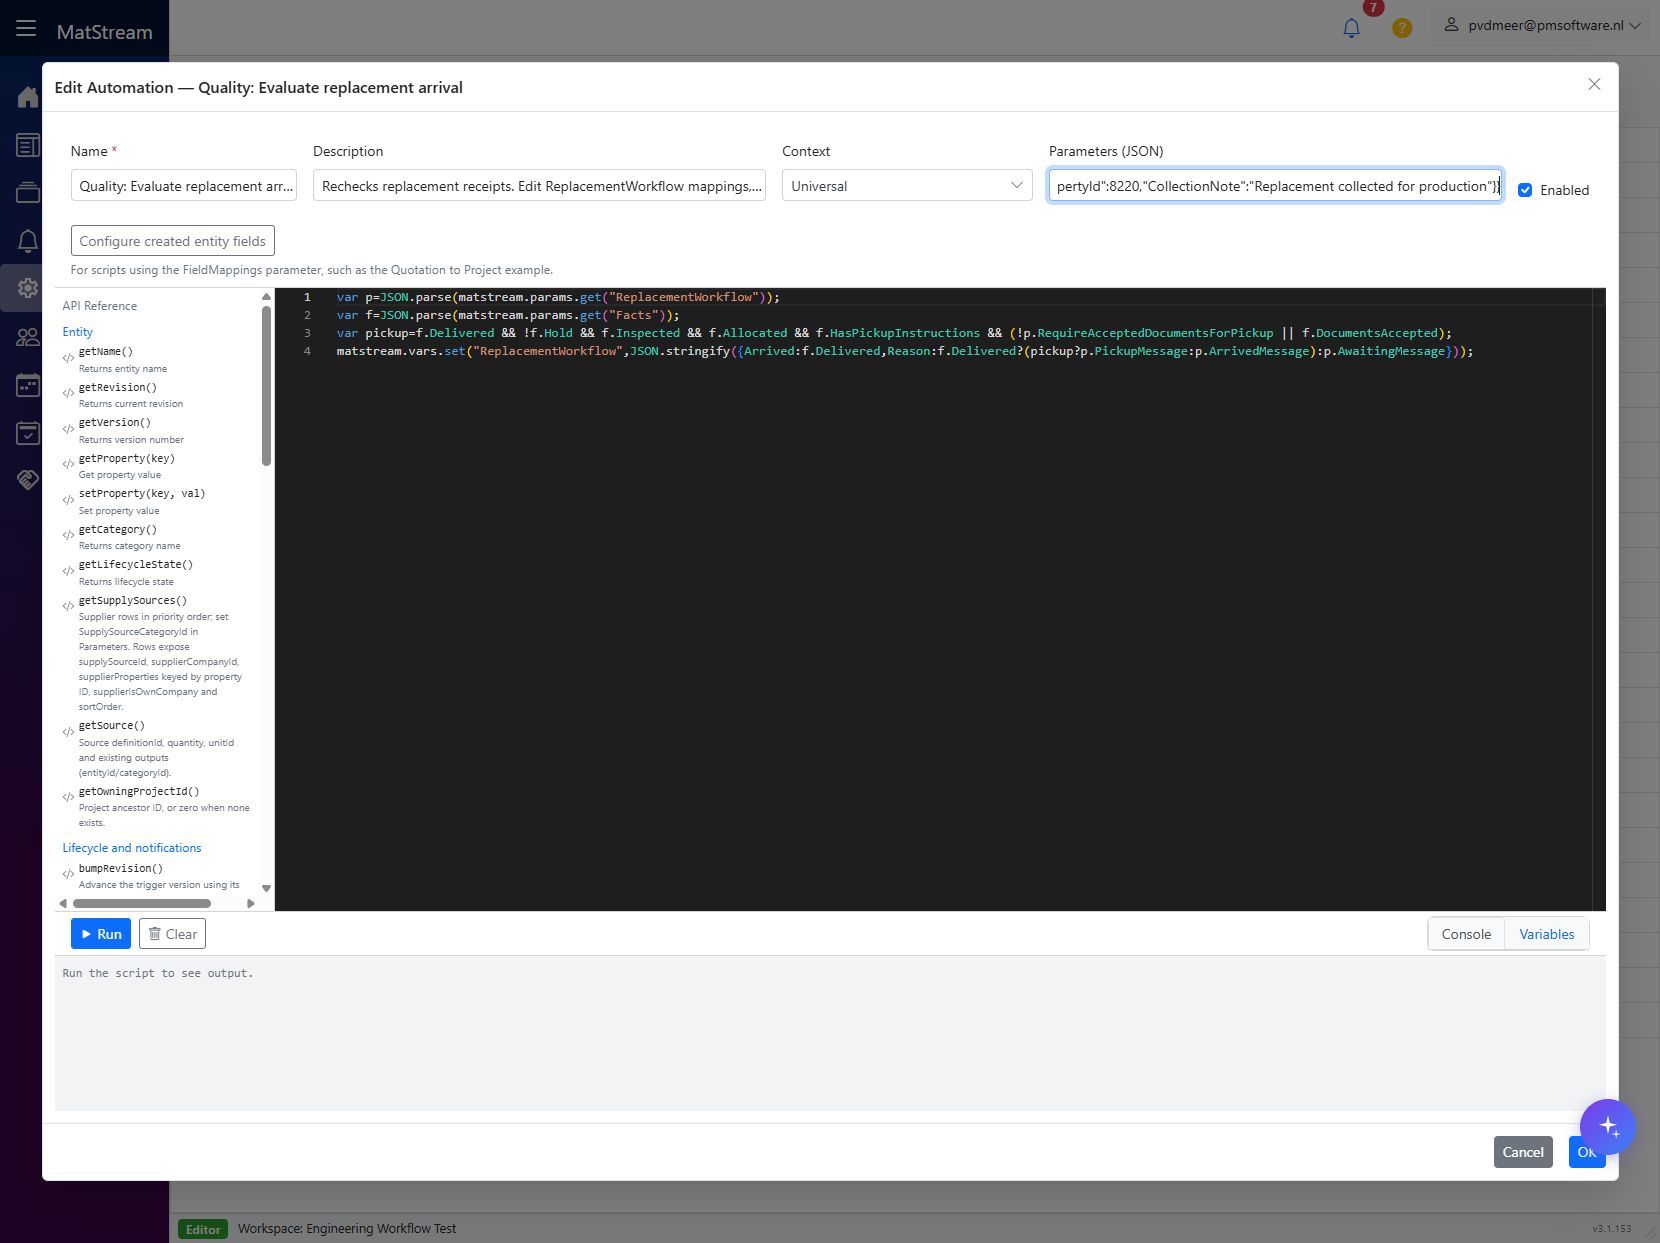 MatStream
7
?
pvdmeer@pmsoftware.nl
Edit Automation — Quality: Evaluate replacement arrival
Name *
Description
Context
Parameters (JSON)
Quality: Evaluate replacement arr...
Rechecks replacement receipts. Edit ReplacementWorkflow mappings,...
Universal
pertyId":8220,"CollectionNote":"Replacement collected for production"}}
Enabled
Configure created entity fields
For scripts using the FieldMappings parameter, such as the Quotation to Project example.
API Reference
Entity
</> getName()
Returns entity name
</> getRevision()
Returns current revision
</> getVersion()
Returns version number
</> getProperty(key)
Get property value
</> setProperty(key, val)
Set property value
</> getCategory()
Returns category name
</> getLifecycleState()
Returns lifecycle state
</> getSupplySources()
Supplier rows in priority order; set
SupplySourceCategoryId in
Parameters. Rows expose
supplySourceId, supplierCompanyId,
supplierProperties keyed by property
ID, supplierIsOwnCompany and
sortOrder.
</> getSource()
Source definitionId, quantity, unitId
and existing outputs
(entityId/categoryId).
</> getOwningProjectId()
Project ancestor ID, or zero when none
exists.
Lifecycle and notifications
</> bumpRevision()
Advance the trigger version using its
1 var p=JSON.parse(matstream.params.get("ReplacementWorkflow"));
2 var f=JSON.parse(matstream.params.get("Facts"));
3 var pickup=f.Delivered && !f.Hold && f.Inspected && f.Allocated && f.HasPickupInstructions && (!p.RequireAcceptedDocumentsForPickup || f.DocumentsAccepted);
4 matstream.vars.set("ReplacementWorkflow",JSON.stringify({Arrived:f.Delivered,Reason:f.Delivered?(pickup?p.PickupMessage:p.ArrivedMessage):p.AwaitingMessage}));
Run
Clear
Console
Variables
Run the script to see output.
Cancel
OK
Editor
Workspace: Engineering Workflow Test
v3.1.153